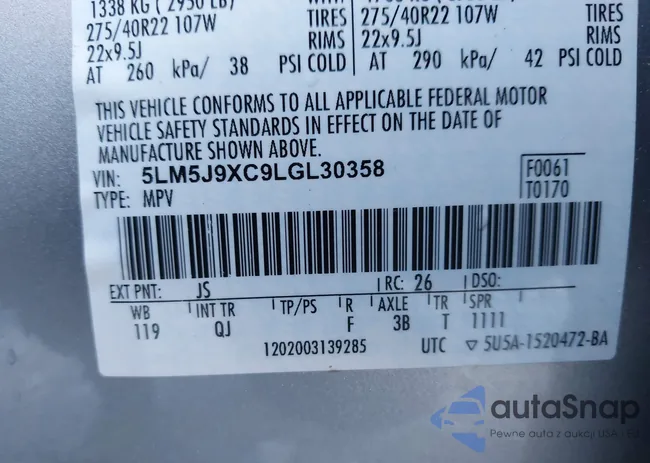 1338 KG ( 2950 LB)
275/40R22 107W TIRES 275/40R22 107W TIRES
22x9.5J RIMS 22x9.5J RIMS
AT 260 kPa/ 38 PSI COLD AT 290 kPa/ 42 PSI COLD
THIS VEHICLE CONFORMS TO ALL APPLICABLE FEDERAL MOTOR
VEHICLE SAFETY STANDARDS IN EFFECT ON THE DATE OF
MANUFACTURE SHOWN ABOVE.
VIN: 5LM5J9XC9LGL30358 F0061
TYPE: MPV T0170
EXT PNT: JS RC: 26 DSO:
WB INT TR TP/PS R AXLE TR SPR
119 QJ F 3B T 1111
1202003139285 UTC ▽ 5U5A-1520472-BA
autaSnap
Pewne auta z aukcji USA